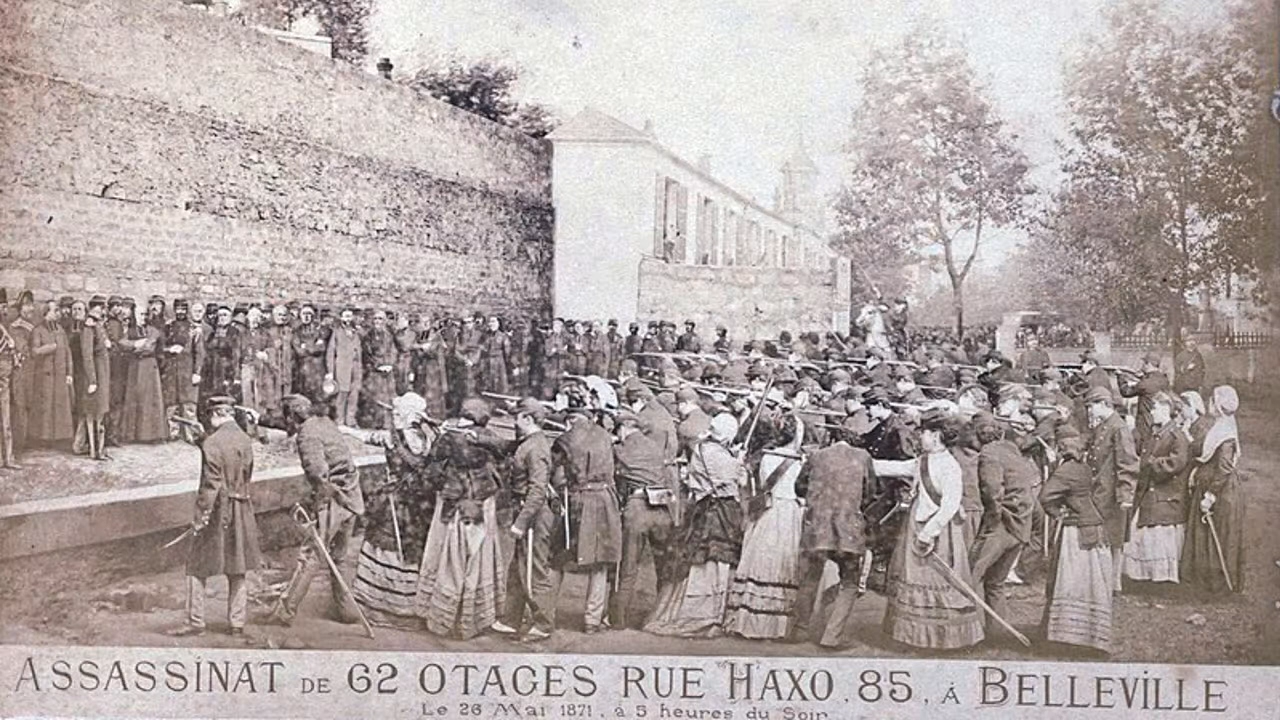 ASSASSINAT DE 62 OTAGES RUE HAXO, 85, À BELLEVILLE
Le 26 Mai 1871, à 5 heures du Soir